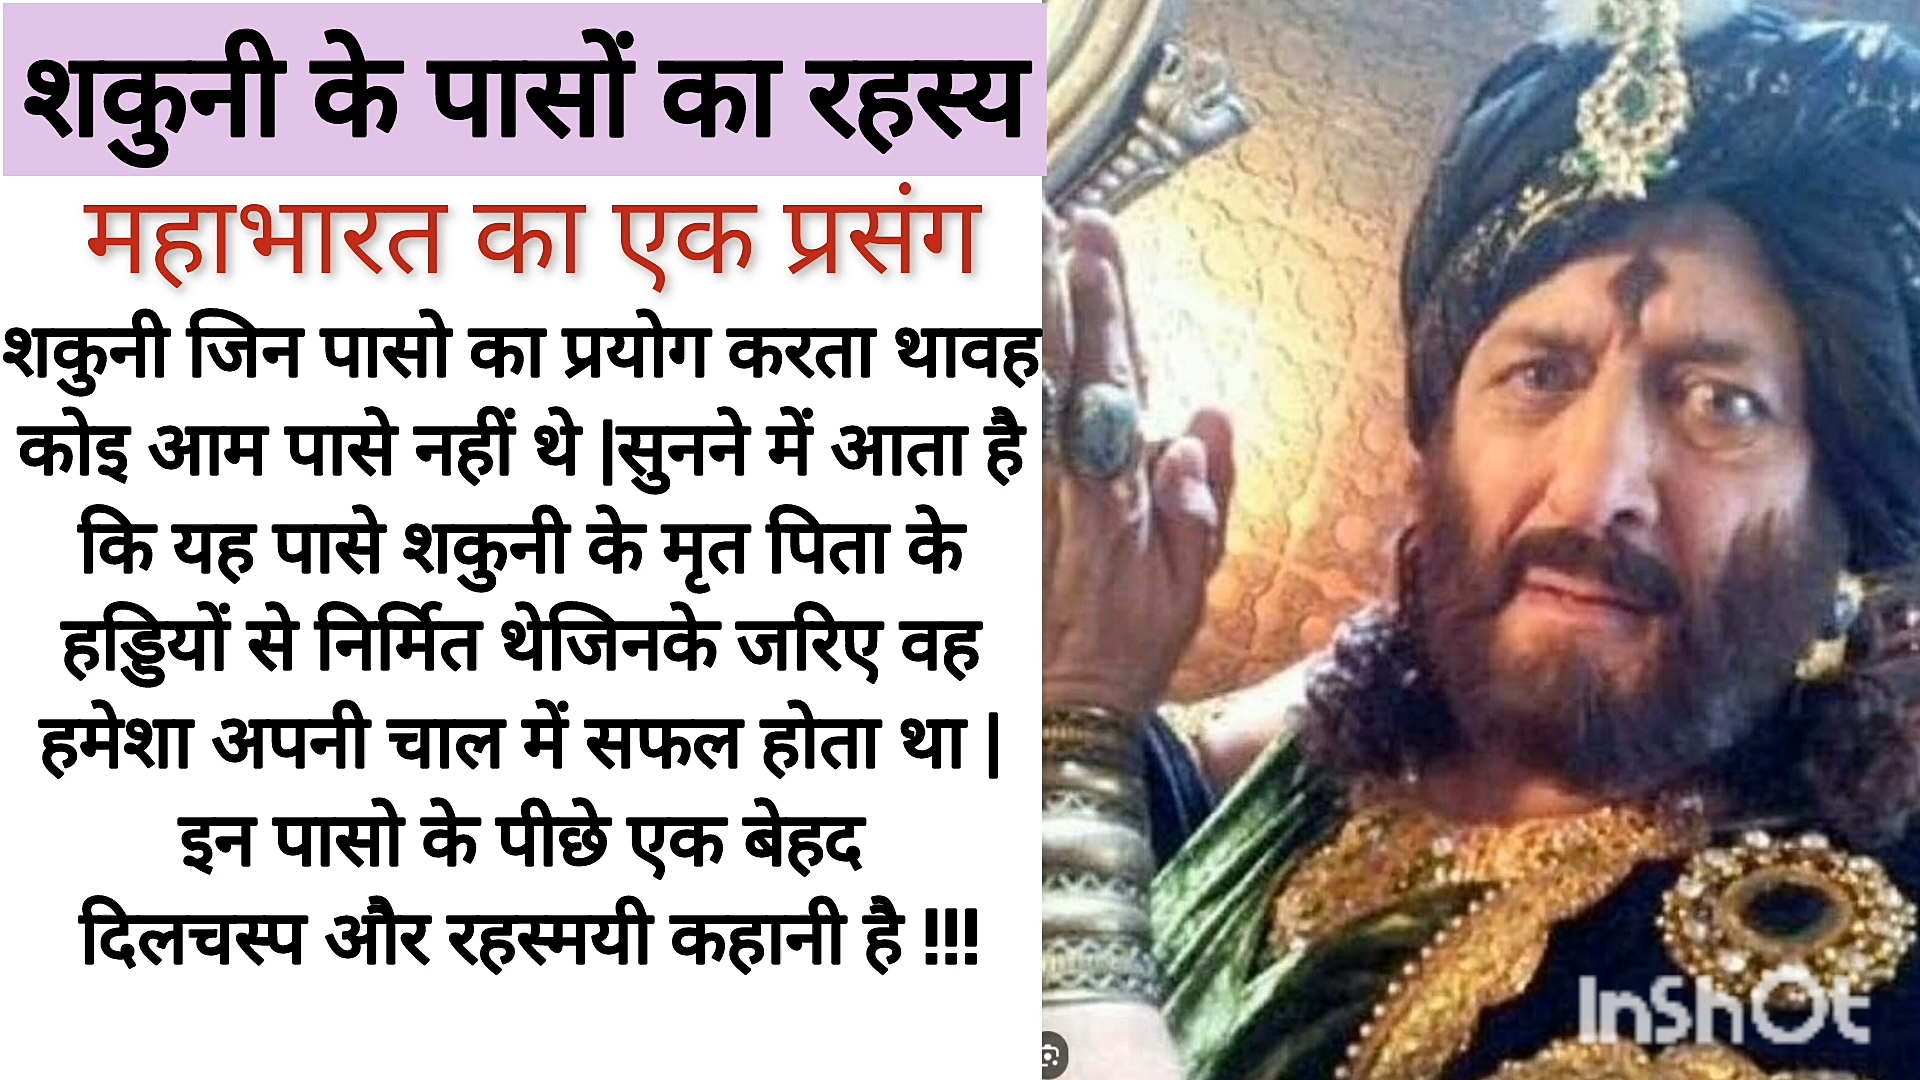 शकुनी के पासों का रहस्य
महाभारत का एक प्रसंग
शकुनी जिन पासो का प्रयोग करता थावह
कोइ आम पासे नहीं थे |सुनने में आता है
कि यह पासे शकुनी के मृत पिता के
हड्डियों से निर्मित थेजिनके जरिए वह
हमेशा अपनी चाल में सफल होता था |
इन पासो के पीछे एक बेहद
दिलचस्प और रहस्मयी कहानी है !!!
InShOt